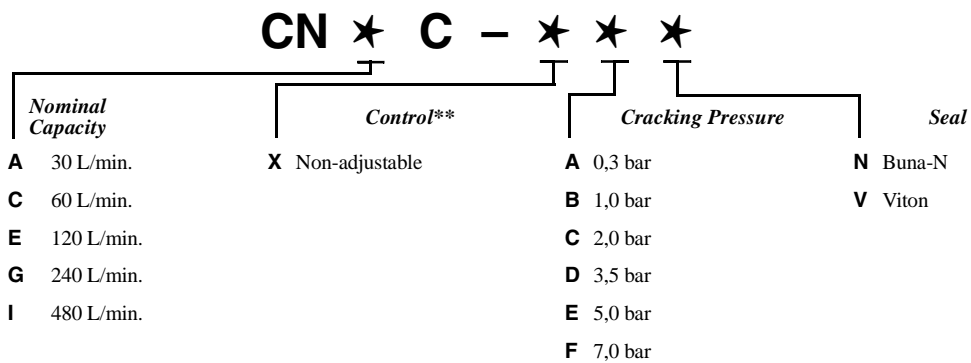 CN ✶ C – ✶ ✶ ✶
Nominal
Capacity
A 30 L/min.
C 60 L/min.
E 120 L/min.
G 240 L/min.
I 480 L/min.
Control**
X Non-adjustable
Cracking Pressure
A 0,3 bar
B 1,0 bar
C 2,0 bar
D 3,5 bar
E 5,0 bar
F 7,0 bar
Seal
N Buna-N
V Viton